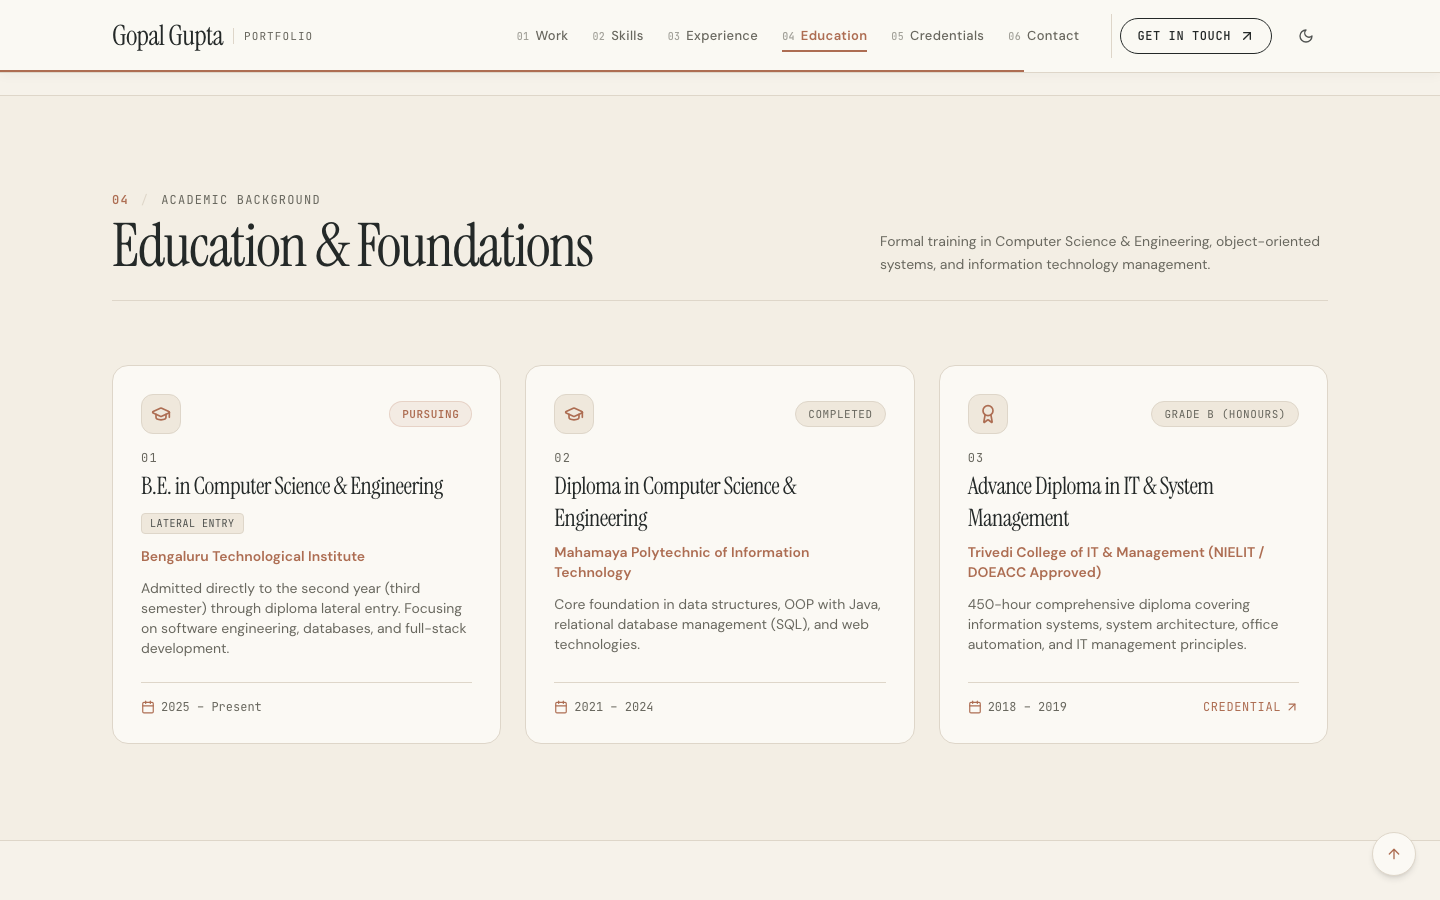 Gopal Gupta PORTFOLIO 01 Work 02 Skills 03 Experience 04 Education 05 Credentials 06 Contact GET IN TOUCH
04 / ACADEMIC BACKGROUND
Education & Foundations
Formal training in Computer Science & Engineering, object-oriented
systems, and information technology management.
PURSUING
01
B.E. in Computer Science & Engineering
LATERAL ENTRY
Bengaluru Technological Institute
Admitted directly to the second year (third
semester) through diploma lateral entry. Focusing
on software engineering, databases, and full-stack
development.
2025 – Present
COMPLETED
02
Diploma in Computer Science &
Engineering
Mahamaya Polytechnic of Information
Technology
Core foundation in data structures, OOP with Java,
relational database management (SQL), and web
technologies.
2021 – 2024
GRADE B (HONOURS)
03
Advance Diploma in IT & System
Management
Trivedi College of IT & Management (NIELIT /
DOEACC Approved)
450-hour comprehensive diploma covering
information systems, system architecture, office
automation, and IT management principles.
2018 – 2019 CREDENTIAL